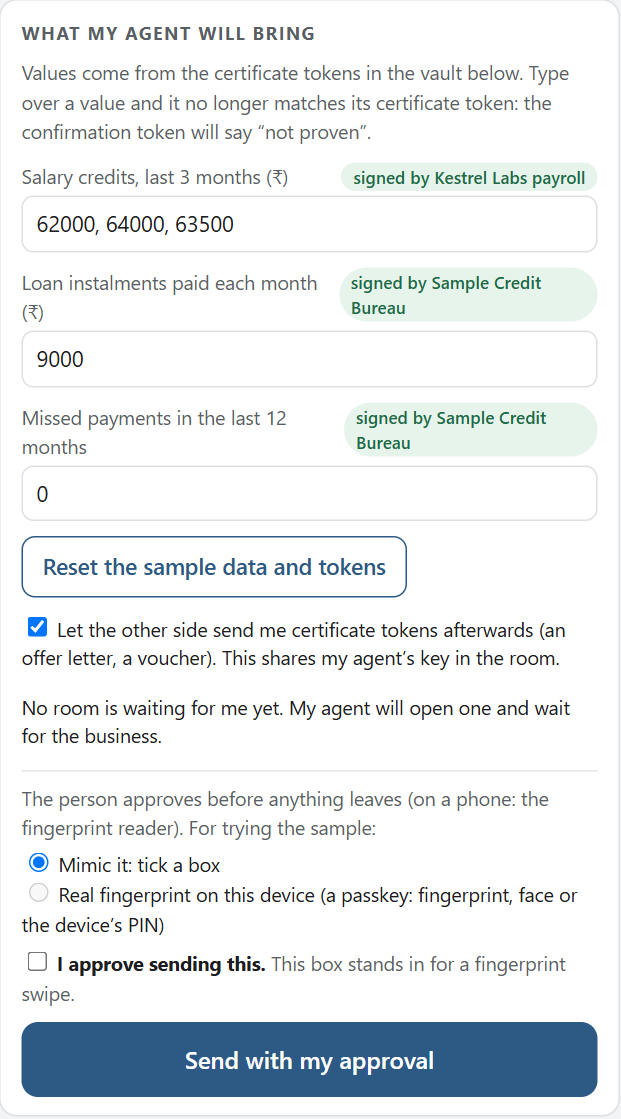 WHAT MY AGENT WILL BRING
Values come from the certificate tokens in the vault below. Type
over a value and it no longer matches its certificate token: the
confirmation token will say “not proven”.
Salary credits, last 3 months (₹)
signed by Kestrel Labs payroll
62000, 64000, 63500
Loan instalments paid each month
(₹)
signed by Sample Credit
Bureau
9000
Missed payments in the last 12
months
signed by Sample Credit
Bureau
0
Reset the sample data and tokens
Let the other side send me certificate tokens afterwards (an
offer letter, a voucher). This shares my agent’s key in the room.
No room is waiting for me yet. My agent will open one and wait
for the business.
The person approves before anything leaves (on a phone: the
fingerprint reader). For trying the sample:
Mimic it: tick a box
Real fingerprint on this device (a passkey: fingerprint, face or
the device’s PIN)
I approve sending this. This box stands in for a fingerprint
swipe.
Send with my approval